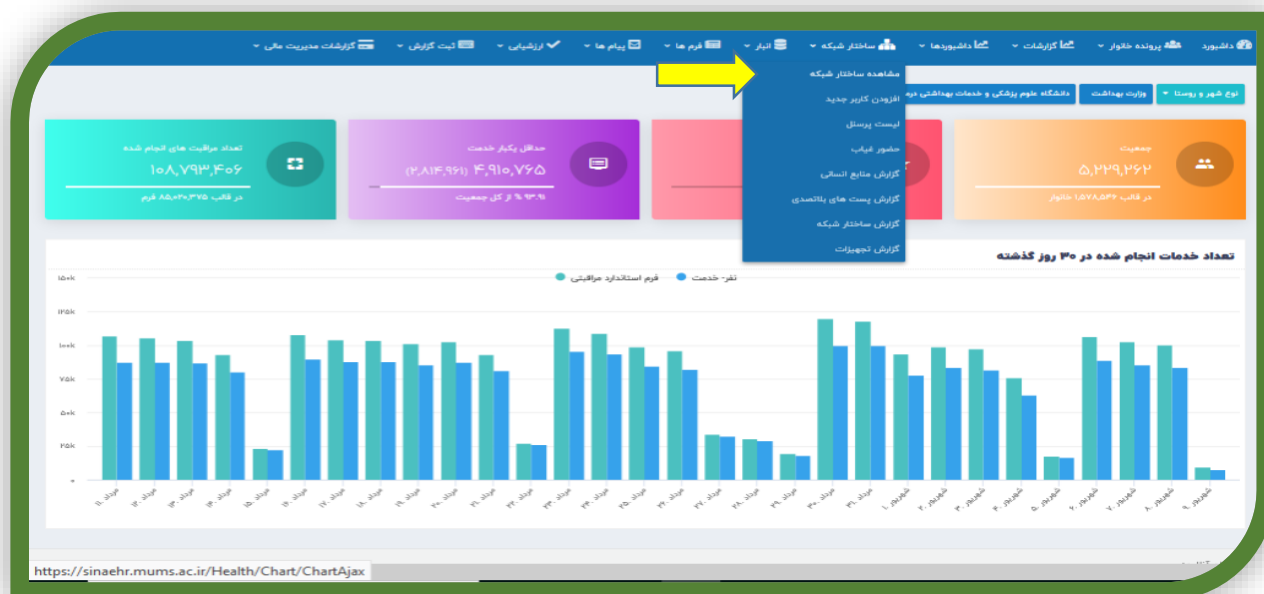 داشبورد پرونده خانوار گزارشات داشبوردها ساختار شبکه انبار فرم ها پیام ها ارزشیابی ثبت گزارش گزارشات مدیریت مالی
مشاهده ساختار شبکه
افزودن کاربر جدید
لیست پرسنل
حضور غیاب
گزارش منابع انسانی
گزارش پست های بلاتصدی
گزارش ساختار شبکه
گزارش تجهیزات
نوع شهر و روستا وزارت بهداشت دانشگاه علوم پزشکی و خدمات بهداشتی
جمعیت
۵,۲۲۹,۲۶۲
در قالب ۱,۵۷۸,۵۴۶ خانوار
حداقل یکبار خدمت
۴,۹۱۰,۷۶۵ (۲,۸۱۴,۹۶۱)
۹۳.۹۱ % از کل جمعیت
تعداد مراقبت های انجام شده
۱۰۸,۷۹۳,۴۰۶
در قالب ۸۵,۰۲۰,۳۷۵ فرم
تعداد خدمات انجام شده در ۳۰ روز گذشته
نفر- خدمت فرم استاندارد مراقبتی
۱۵۰k
۱۲۵k
۱۰۰k
۷۵k
۵۰k
۲۵k
۰
۱۱. مرداد ۱۲. مرداد ۱۳. مرداد ۱۴. مرداد ۱۵. مرداد ۱۶. مرداد ۱۷. مرداد ۱۸. مرداد ۱۹. مرداد ۲۰. مرداد ۲۱. مرداد ۲۲. مرداد ۲۳. مرداد ۲۴. مرداد ۲۵. مرداد ۲۶. مرداد ۲۷. مرداد ۲۸. مرداد ۲۹. مرداد ۳۰. مرداد ۳۱. مرداد ۱. شهریور ۲. شهریور ۳. شهریور ۴. شهریور ۵. شهریور ۶. شهریور ۷. شهریور ۸. شهریور ۹. شهریور
https://sinaehr.mums.ac.ir/Health/Chart/ChartAjax